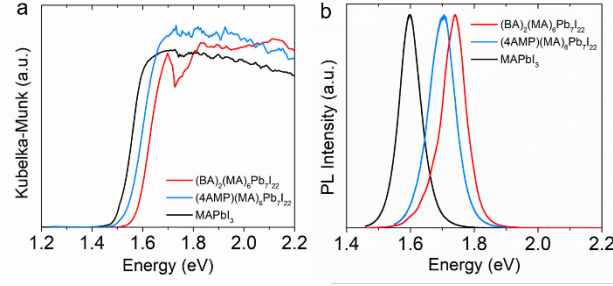 a
Kubelka-Munk (a.u.)
(BA)₂(MA)₆Pb₇I₂₂
(4AMP)(MA)₆Pb₇I₂₂
MAPbI₃
1.2 1.4 1.6 1.8 2.0 2.2
Energy (eV)
b
PL Intensity (a.u.)
(BA)₂(MA)₆Pb₇I₂₂
(4AMP)(MA)₆Pb₇I₂₂
MAPbI₃
1.4 1.6 1.8 2.0 2.2
Energy (eV)